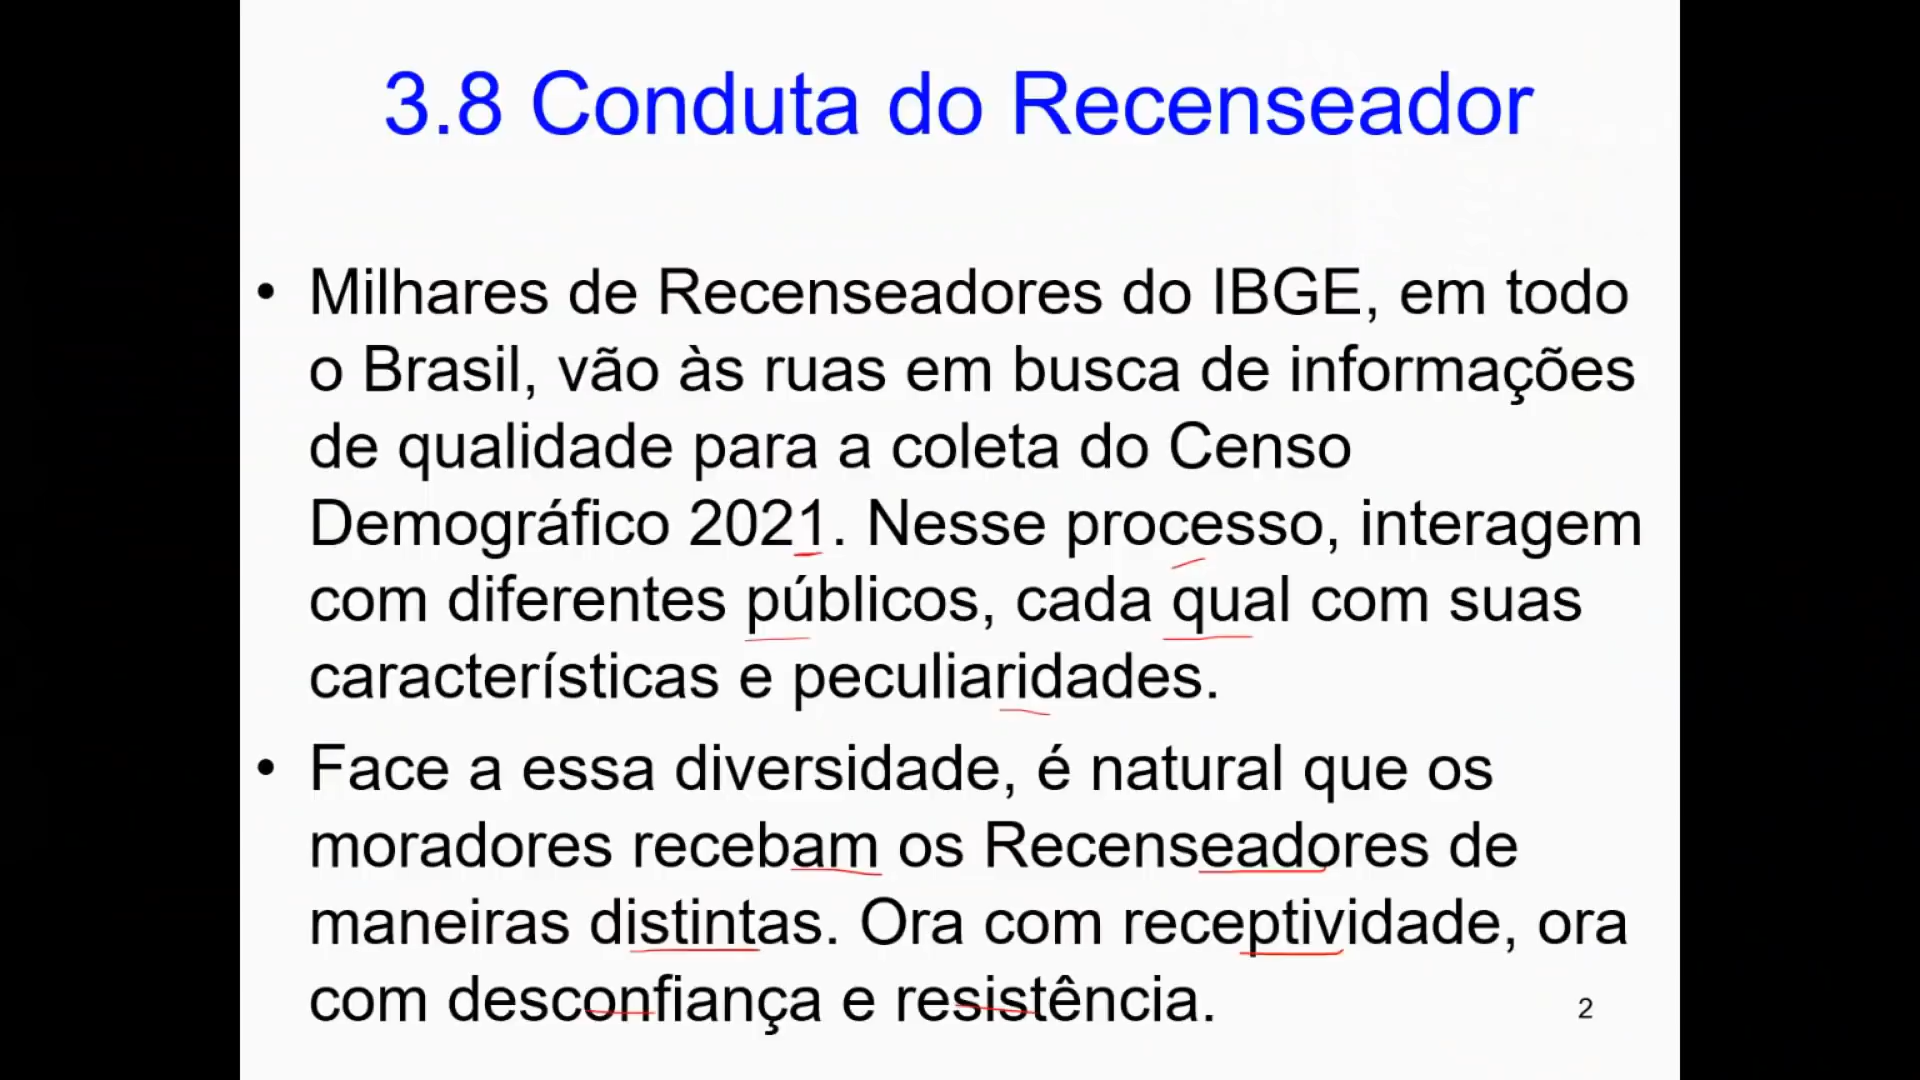 3.8 Conduta do Recenseador
• Milhares de Recenseadores do IBGE, em todo
o Brasil, vão às ruas em busca de informações
de qualidade para a coleta do Censo
Demográfico 2021. Nesse processo, interagem
com diferentes públicos, cada qual com suas
características e peculiaridades.
• Face a essa diversidade, é natural que os
moradores recebam os Recenseadores de
maneiras distintas. Ora com receptividade, ora
com desconfiança e resistência.
2